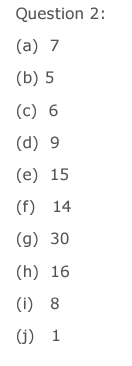 Question 2:
(a) 7
(b) 5
(c) 6
(d) 9
(e) 15
(f) 14
(g) 30
(h) 16
(i) 8
(j) 1